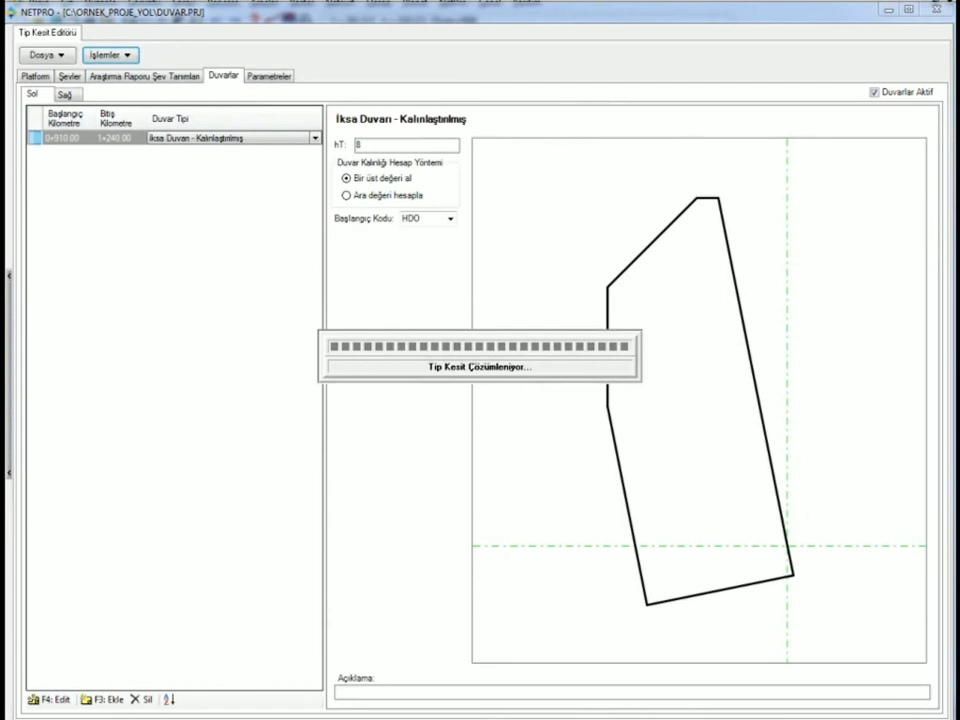 NETPRO - [C:\ORNEK_PROJE_YOL\DUVAR.PRJ]
Tip Kesit Editörü
Dosya İşlemler
Platform Şevler Araştırma Raporu Şev Tanımları Duvarlar Parametreler
Sol Sağ Duvarlar Aktif
Başlangıç Kilometre Bitiş Kilometre Duvar Tipi
0+910.00 1+240.00 İksa Duvarı - Kalınlaştırılmış
İksa Duvarı - Kalınlaştırılmış
hT: 8
Duvar Kalınlığı Hesap Yöntemi
Bir üst değeri al
Ara değeri hesapla
Başlangıç Kodu: HDO
Tip Kesit Çözümleniyor...
Açıklama:
F4: Edit F3: Ekle Sil